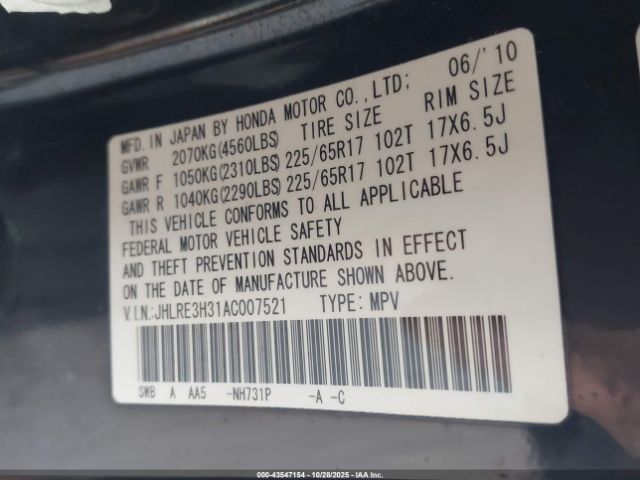 MFD. IN JAPAN BY HONDA MOTOR CO., LTD; 06/'10
GVWR 2070KG(4560LBS) TIRE SIZE RIM SIZE
GAWR F 1050KG(2310LBS) 225/65R17 102T 17X6.5J
GAWR R 1040KG(2290LBS) 225/65R17 102T 17X6.5J
THIS VEHICLE CONFORMS TO ALL APPLICABLE
FEDERAL MOTOR VEHICLE SAFETY
AND THEFT PREVENTION STANDARDS IN EFFECT
ON THE DATE OF MANUFACTURE SHOWN ABOVE.
V.I.N.:JHLRE3H31AC007521 TYPE: MPV
SWB A AA5 -NH731P -A -C
000-43547154 - 10/28/2025 - IAAI.COM